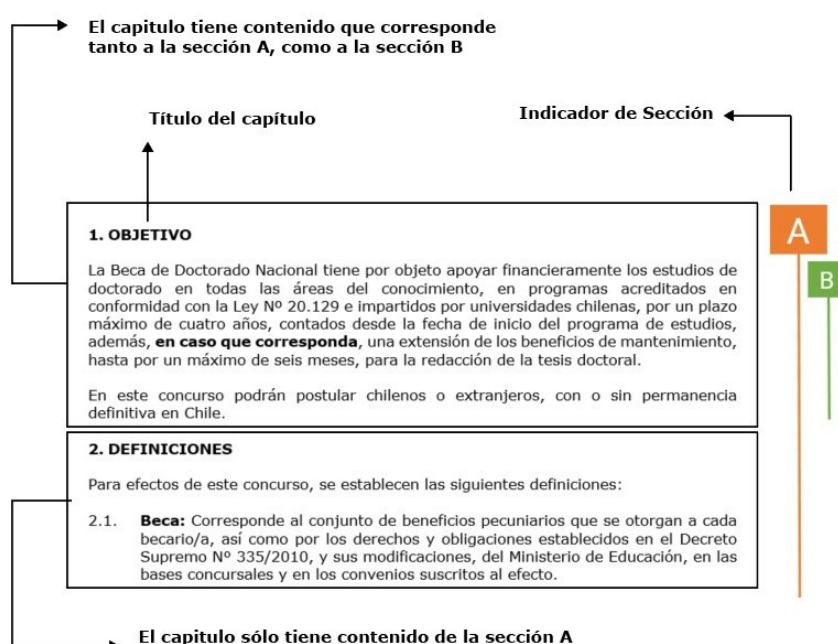 El capitulo tiene contenido que corresponde
tanto a la sección A, como a la sección B
Título del capítulo
Indicador de Sección
A
B
1. OBJETIVO
La Beca de Doctorado Nacional tiene por objeto apoyar financieramente los estudios de
doctorado en todas las áreas del conocimiento, en programas acreditados en
conformidad con la Ley Nº 20.129 e impartidos por universidades chilenas, por un plazo
máximo de cuatro años, contados desde la fecha de inicio del programa de estudios,
además, en caso que corresponda, una extensión de los beneficios de mantenimiento,
hasta por un máximo de seis meses, para la redacción de la tesis doctoral.
En este concurso podrán postular chilenos o extranjeros, con o sin permanencia
definitiva en Chile.
2. DEFINICIONES
Para efectos de este concurso, se establecen las siguientes definiciones:
2.1. Beca: Corresponde al conjunto de beneficios pecuniarios que se otorgan a cada
becario/a, así como por los derechos y obligaciones establecidos en el Decreto
Supremo Nº 335/2010, y sus modificaciones, del Ministerio de Educación, en las
bases concursales y en los convenios suscritos al efecto.
El capitulo sólo tiene contenido de la sección A